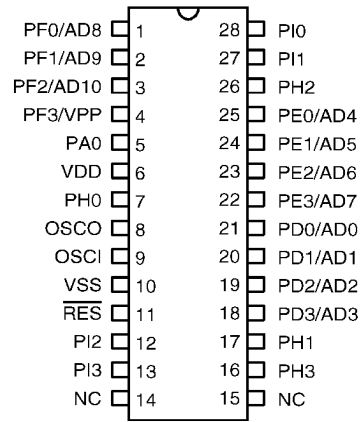 PF0/AD8 1 28 PI0
PF1/AD9 2 27 PI1
PF2/AD10 3 26 PH2
PF3/VPP 4 25 PE0/AD4
PA0 5 24 PE1/AD5
VDD 6 23 PE2/AD6
PH0 7 22 PE3/AD7
OSCO 8 21 PD0/AD0
OSCI 9 20 PD1/AD1
VSS 10 19 PD2/AD2
RES 11 18 PD3/AD3
PI2 12 17 PH1
PI3 13 16 PH3
NC 14 15 NC